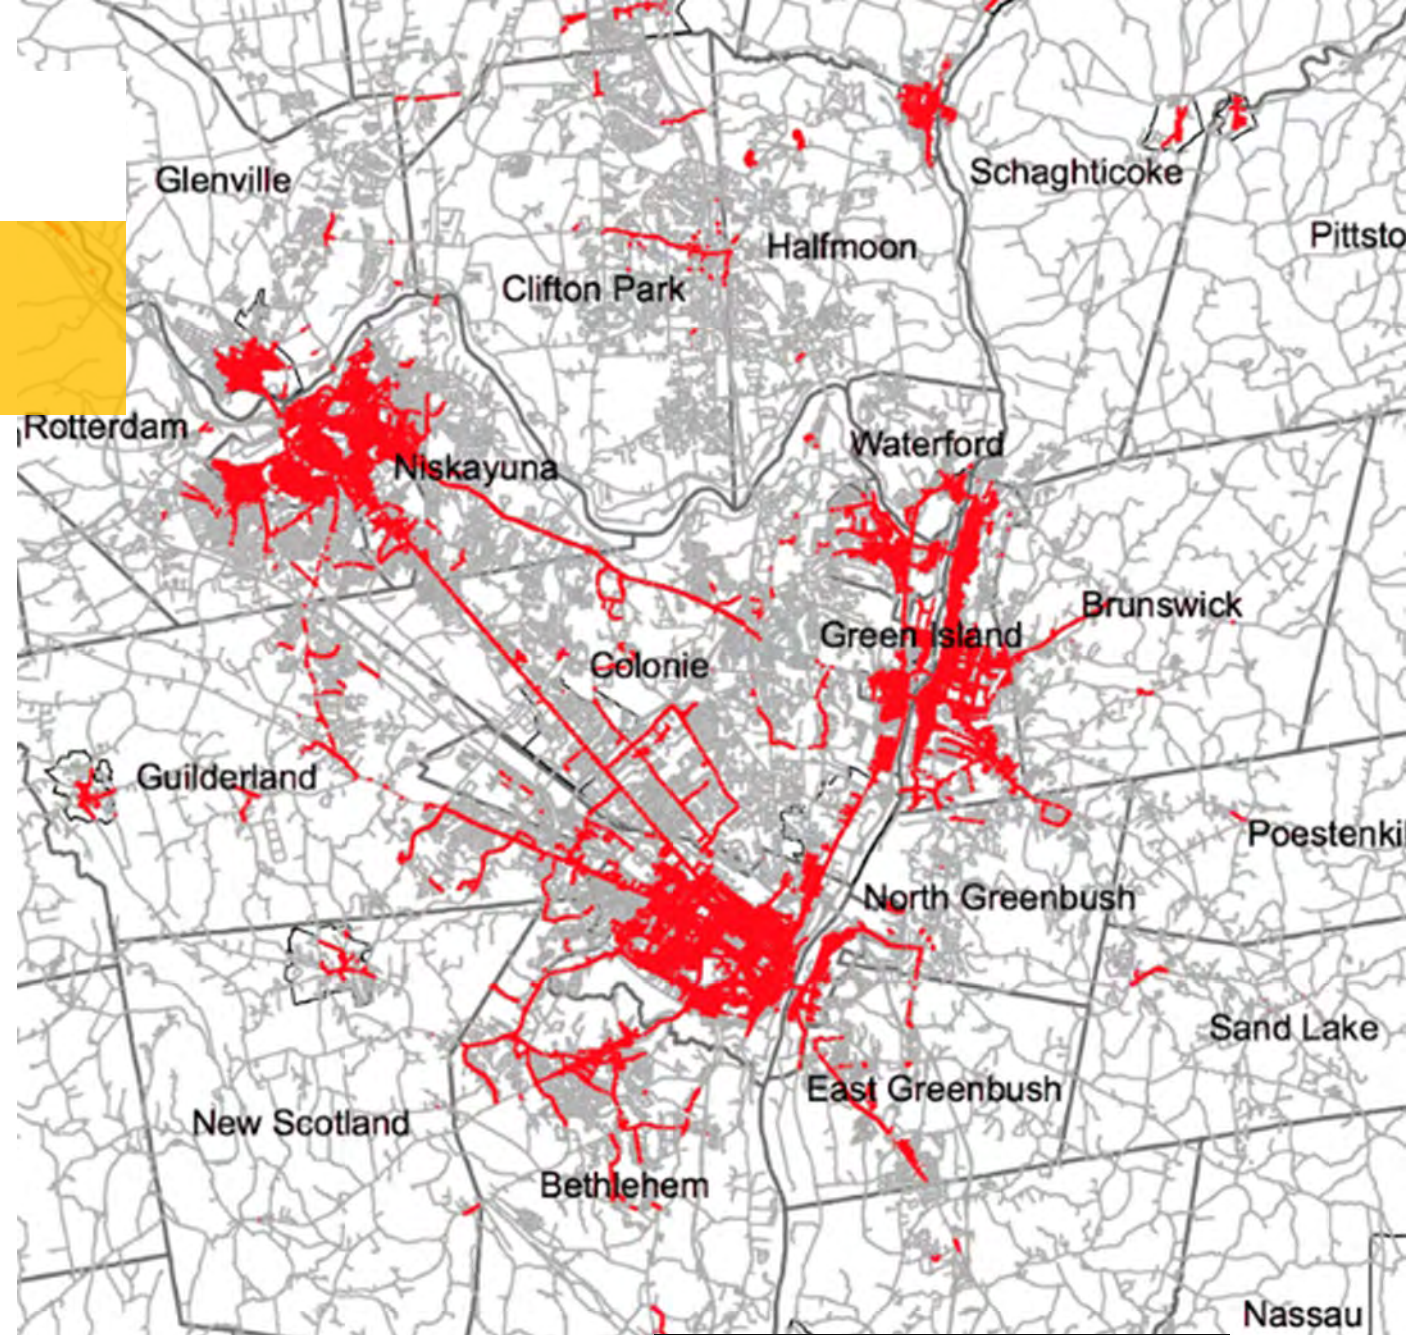 Glenville
Schaghticoke
Pittsto
Halfmoon
Clifton Park
Rotterdam
Waterford
Niskayuna
Brunswick
Green Island
Colonie
Guilderland
Poestenkil
North Greenbush
Sand Lake
East Greenbush
New Scotland
Bethlehem
Nassau